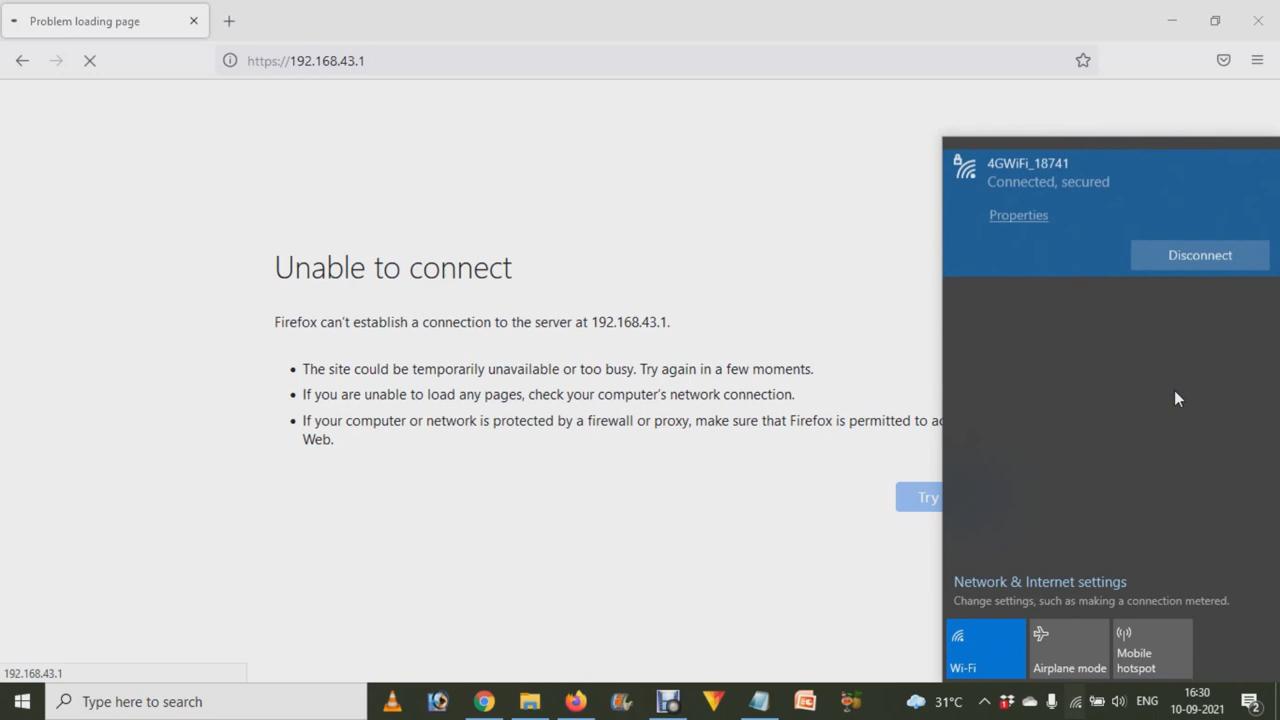 Problem loading page
https://192.168.43.1
4GWiFi_18741
Connected, secured
Properties
Disconnect
Unable to connect
Firefox can't establish a connection to the server at 192.168.43.1.
The site could be temporarily unavailable or too busy. Try again in a few moments.
If you are unable to load any pages, check your computer's network connection.
If your computer or network is protected by a firewall or proxy, make sure that Firefox is permitted to
Web.
Try
Network & Internet settings
Change settings, such as making a connection metered.
Wi-Fi
Airplane mode
Mobile
hotspot
192.168.43.1
Type here to search
31°C
ENG
16:30
10-09-2021
2